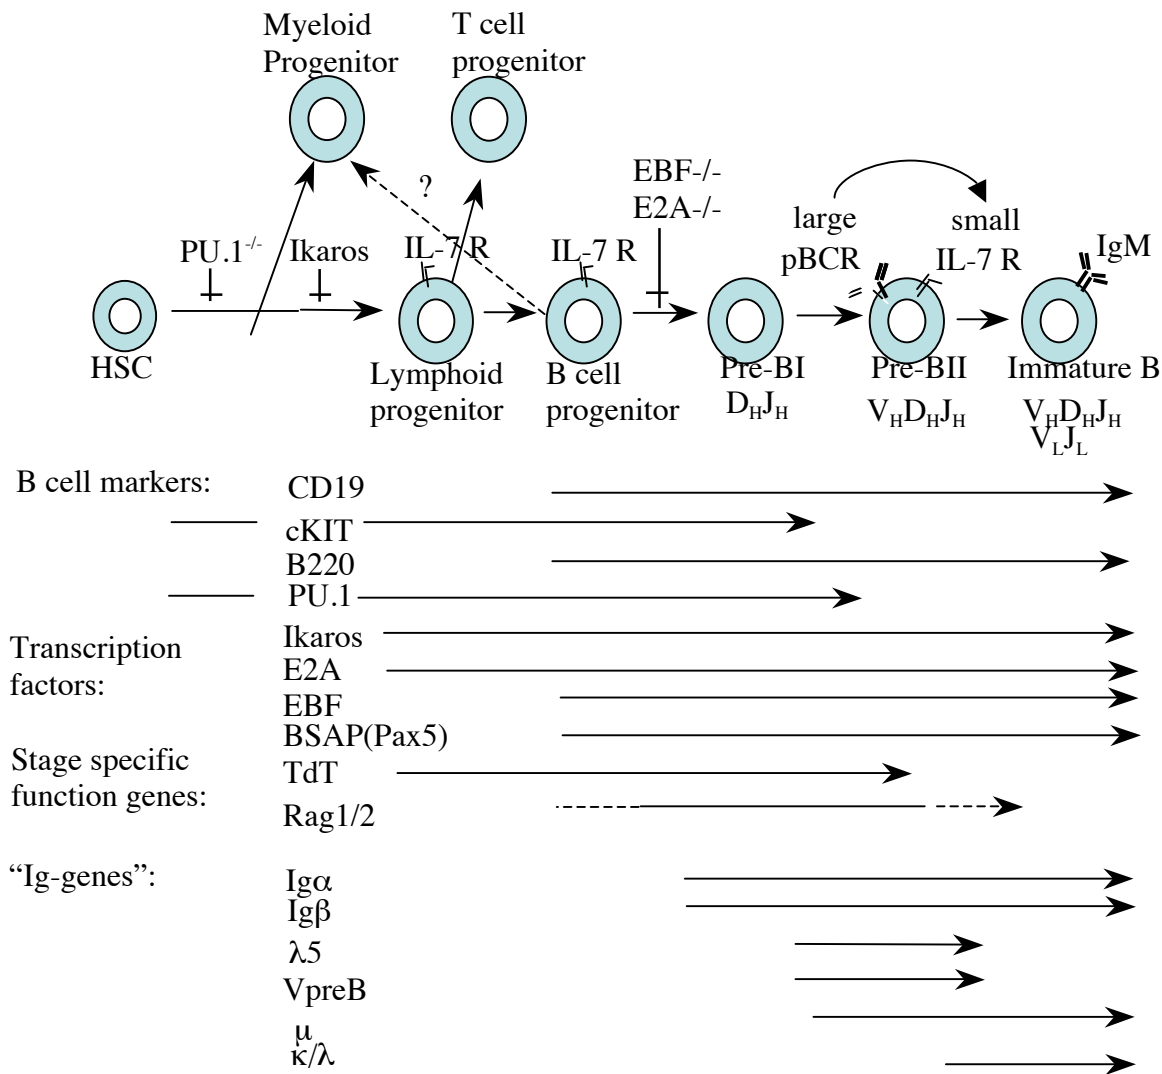 Myeloid
Progenitor
T cell
progenitor
?
EBF-/-
E2A-/-
large
small
PU.1-/-
Ikaros
IL-7 R
IL-7 R
pBCR
IL-7 R
IgM
HSC
Lymphoid
progenitor
B cell
progenitor
Pre-BI
DHJH
Pre-BII
VHDHJH
Immature B
VHDHJH
VLJL
B cell markers:
CD19
cKIT
B220
PU.1
Transcription
factors:
Ikaros
E2A
EBF
BSAP(Pax5)
Stage specific
function genes:
TdT
Rag1/2
“Ig-genes”:
Igα
Igβ
λ5
VpreB
μ
κ/λ